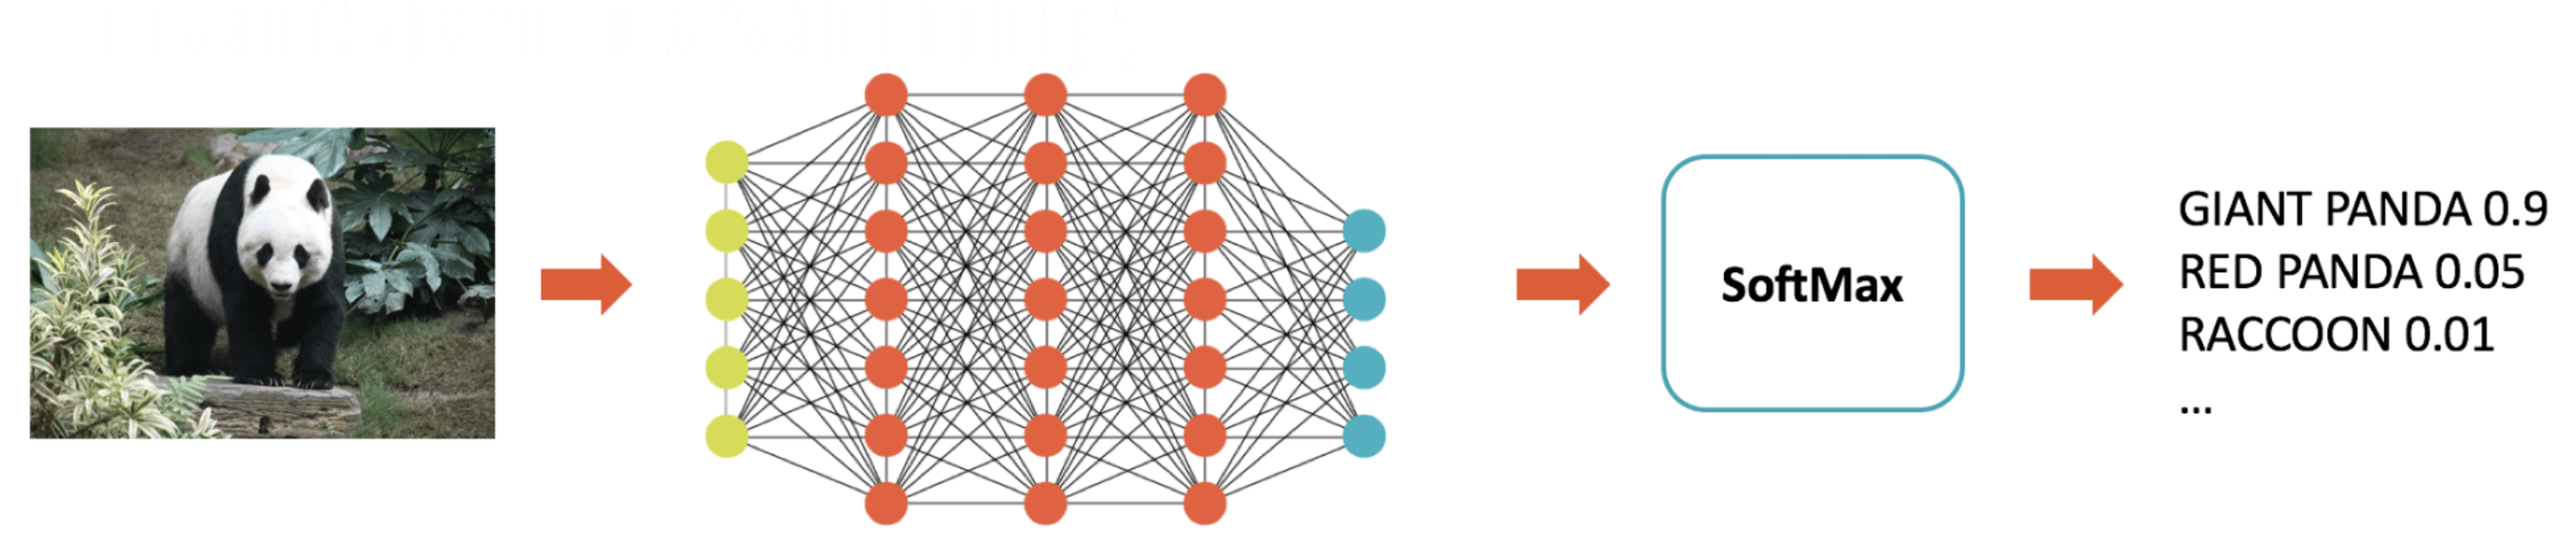 SoftMax
GIANT PANDA 0.9
RED PANDA 0.05
RACCOON 0.01
...